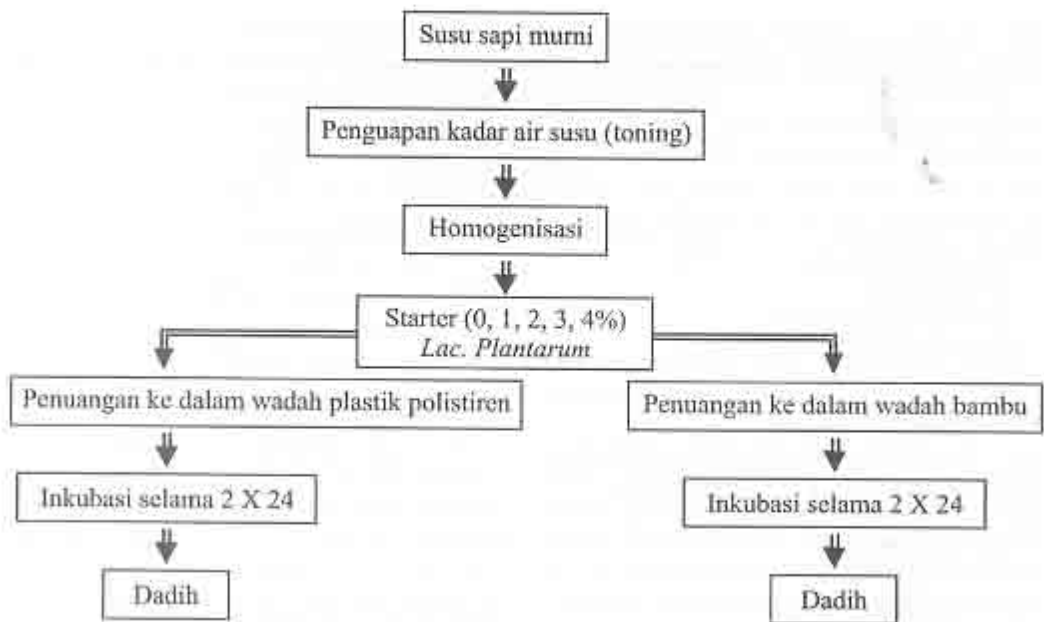 Susu sapi murni
Penguapan kadar air susu (toning)
Homogenisasi
Starter (0, 1, 2, 3, 4%)
Lac. Plantarum
Penuangan ke dalam wadah plastik polistiren
Penuangan ke dalam wadah bambu
Inkubasi selama 2 X 24
Inkubasi selama 2 X 24
Dadih
Dadih